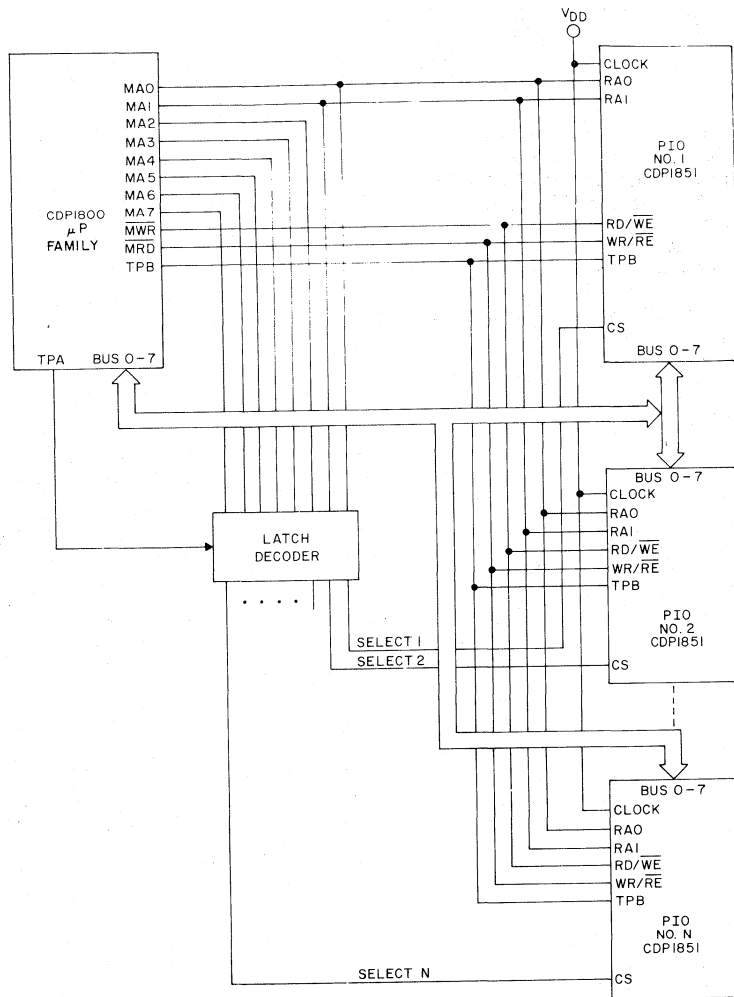 VDD
CLOCK
RA0
RA1
PIO
NO. 1
CDP1851
RD/WE
WR/RE
TPB
CS
BUS 0-7
MA0
MA1
MA2
MA3
MA4
MA5
MA6
MA7
MWR
MRD
TPB
CDP1800
μP
FAMILY
TPA
BUS 0-7
LATCH
DECODER
. . . .
SELECT 1
SELECT 2
SELECT N
BUS 0-7
CLOCK
RA0
RA1
RD/WE
WR/RE
TPB
PIO
NO. 2
CDP1851
CS
BUS 0-7
CLOCK
RA0
RA1
RD/WE
WR/RE
TPB
PIO
NO. N
CDP1851
CS